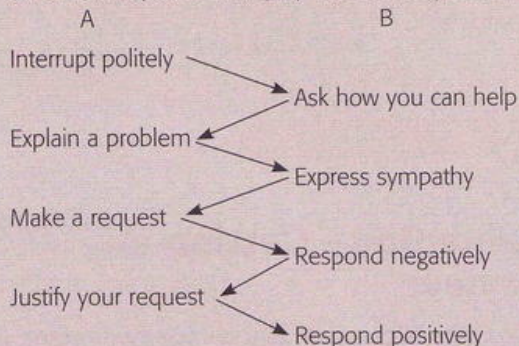 A B
Interrupt politely
Ask how you can help
Explain a problem
Express sympathy
Make a request
Respond negatively
Justify your request
Respond positively